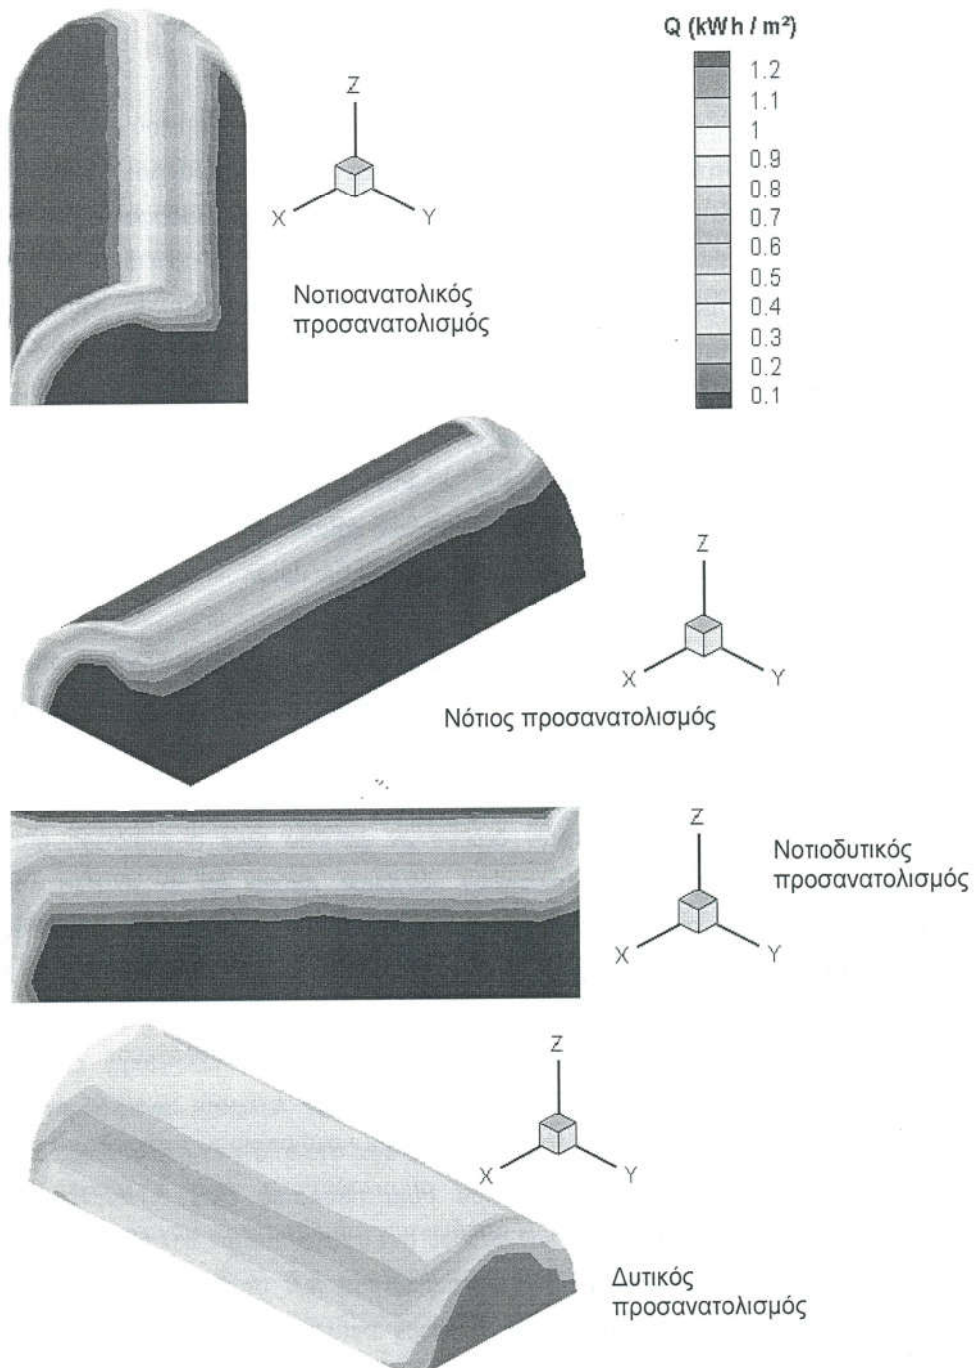 Q (kWh / m²)
1.2
1.1
1
0.9
0.8
0.7
0.6
0.5
0.4
0.3
0.2
0.1
Z
X
Y
Νοτιοανατολικός
προσανατολισμός
Z
X
Y
Νότιος προσανατολισμός
Z
X
Y
Νοτιοδυτικός
προσανατολισμός
Z
X
Y
Δυτικός
προσανατολισμός